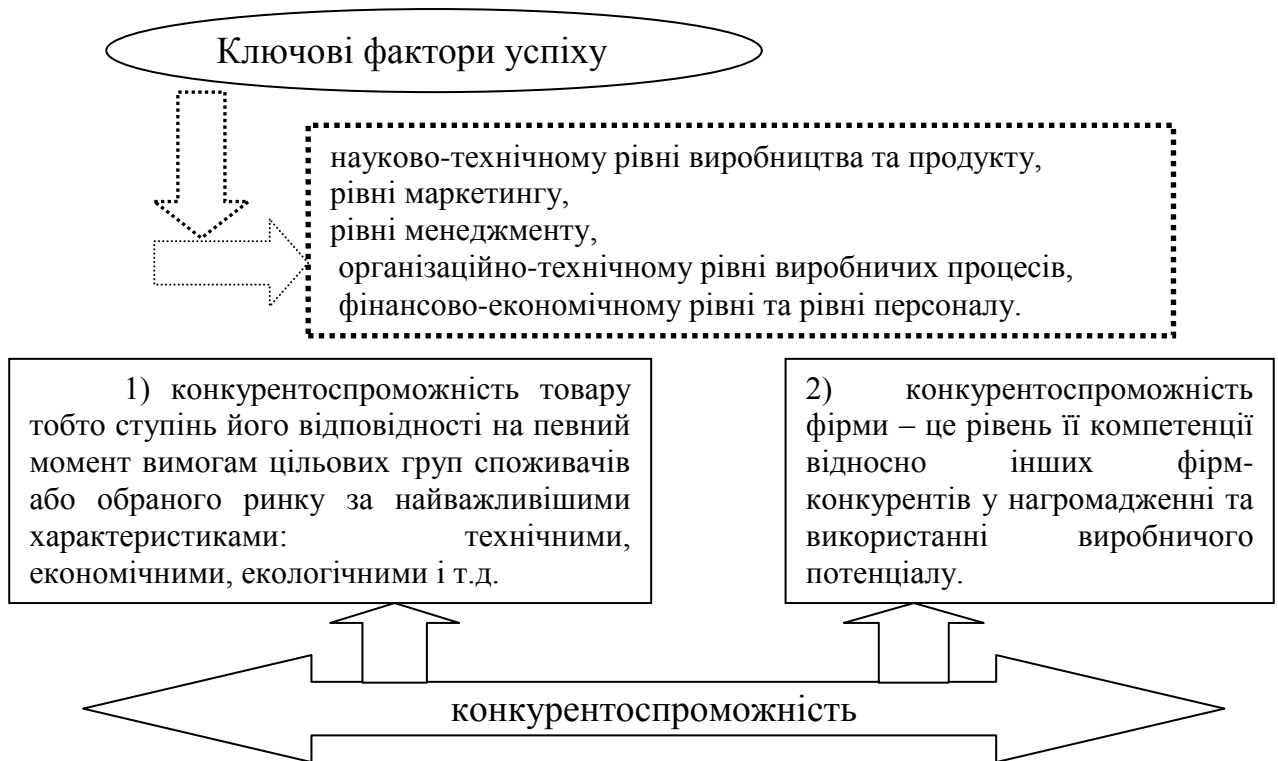 Ключові фактори успіху
науково-технічному рівні виробництва та продукту,
рівні маркетингу,
рівні менеджменту,
організаційно-технічному рівні виробничих процесів,
фінансово-економічному рівні та рівні персоналу.
1) конкурентоспроможність товару
тобто ступінь його відповідності на певний
момент вимогам цільових груп споживачів
або обраного ринку за найважливішими
характеристиками: технічними,
економічними, екологічними і т.д.
2) конкурентоспроможність
фірми – це рівень її компетенції
відносно інших фірм-
конкурентів у нагромадженні та
використанні виробничого
потенціалу.
конкурентоспроможність